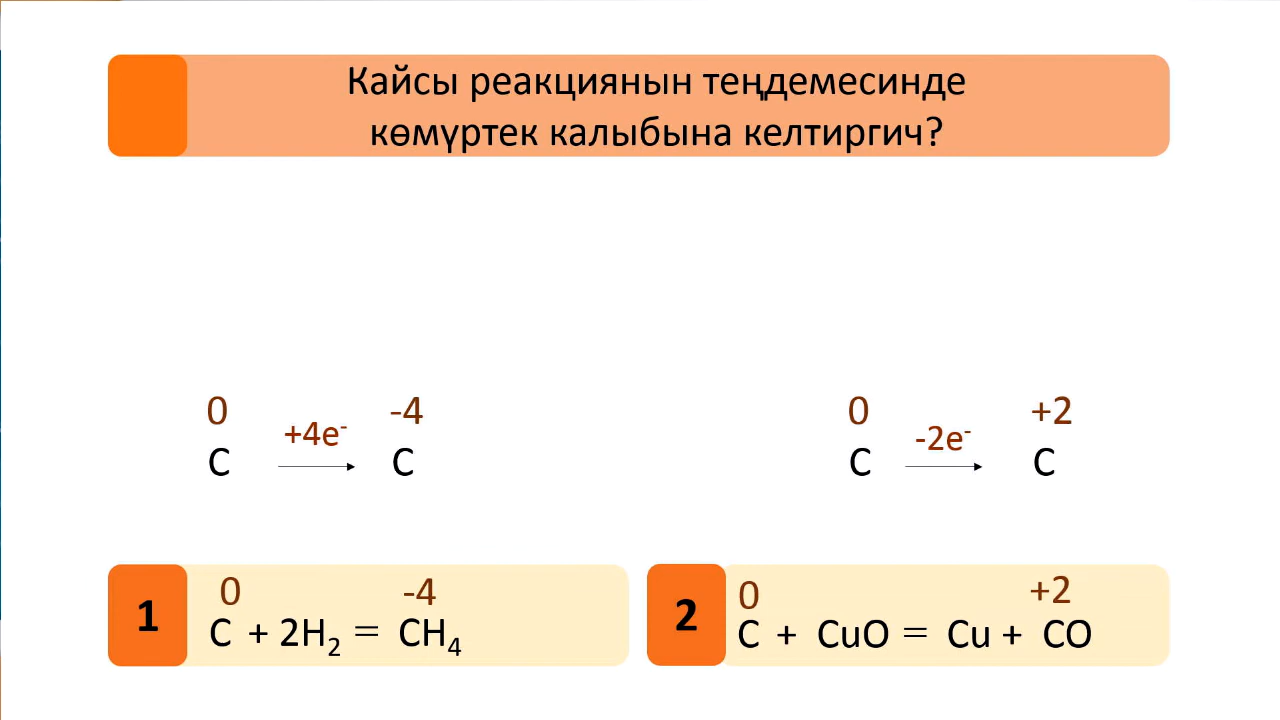 Кайсы реакциянын теңдемесинде
көмүртек калыбына келтиргич?
0 -4
+4e⁻
C C
0 +2
-2e⁻
C C
0 -4
1 C + 2H₂ = CH₄
0 +2
2 C + CuO = Cu + CO